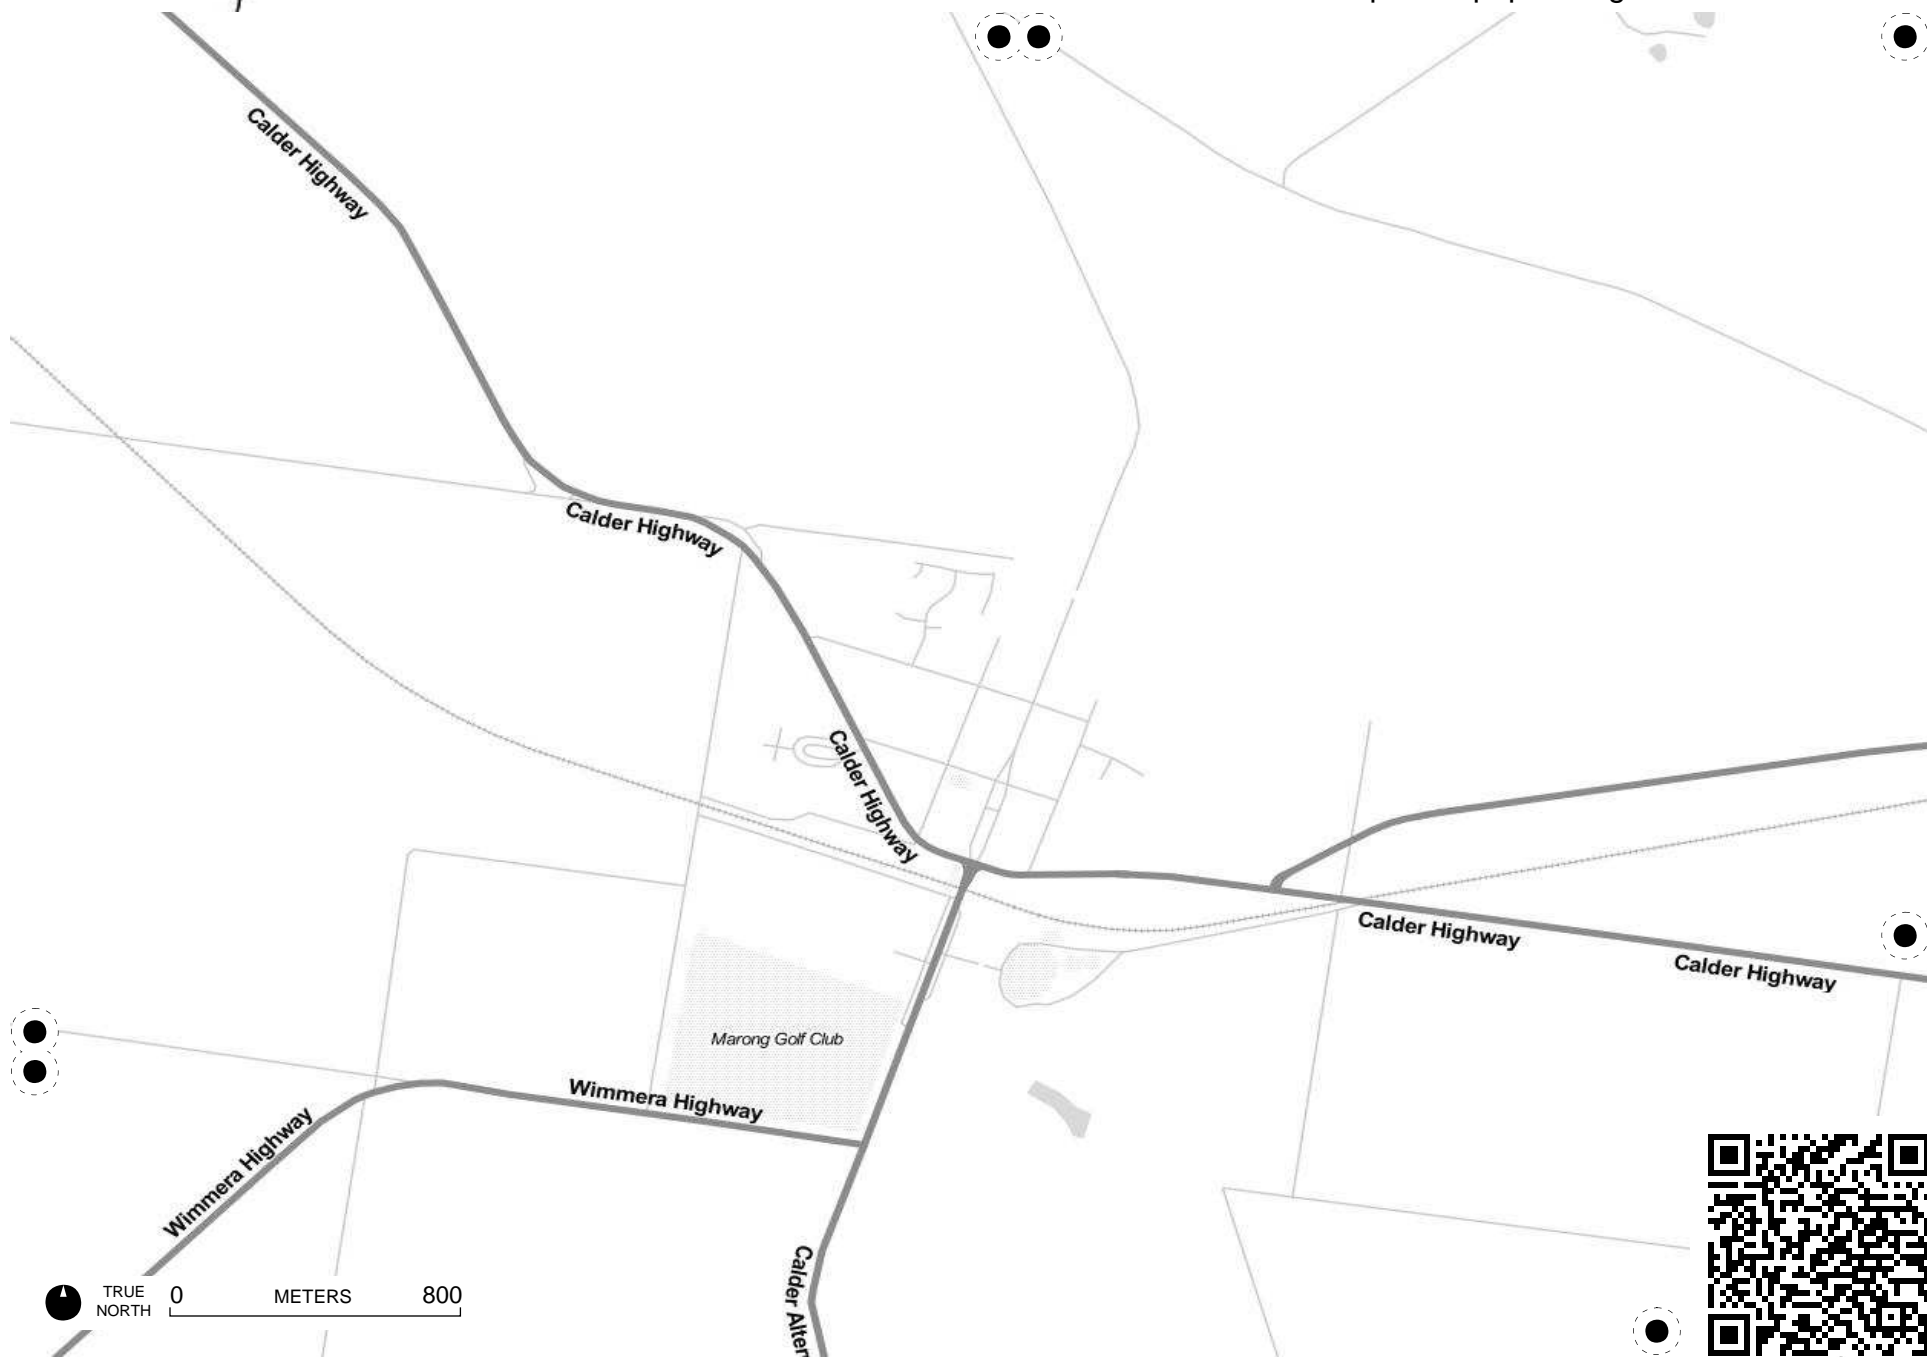 Calder Highway
Calder Highway
Calder Highway
Calder Highway
Calder Highway
Marong Golf Club
Wimmera Highway
Wimmera Highway
Calder Alter
TRUE
NORTH
0
METERS
800